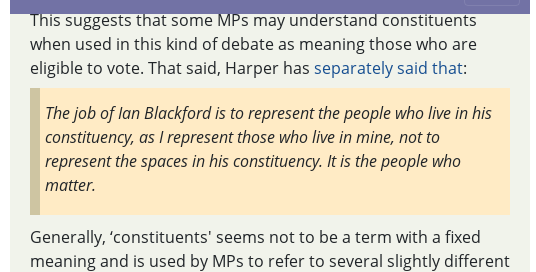 This suggests that some MPs may understand constituents
when used in this kind of debate as meaning those who are
eligible to vote. That said, Harper has separately said that:
The job of Ian Blackford is to represent the people who live in his
constituency, as I represent those who live in mine, not to
represent the spaces in his constituency. It is the people who
matter.
Generally, ‘constituents' seems not to be a term with a fixed
meaning and is used by MPs to refer to several slightly different